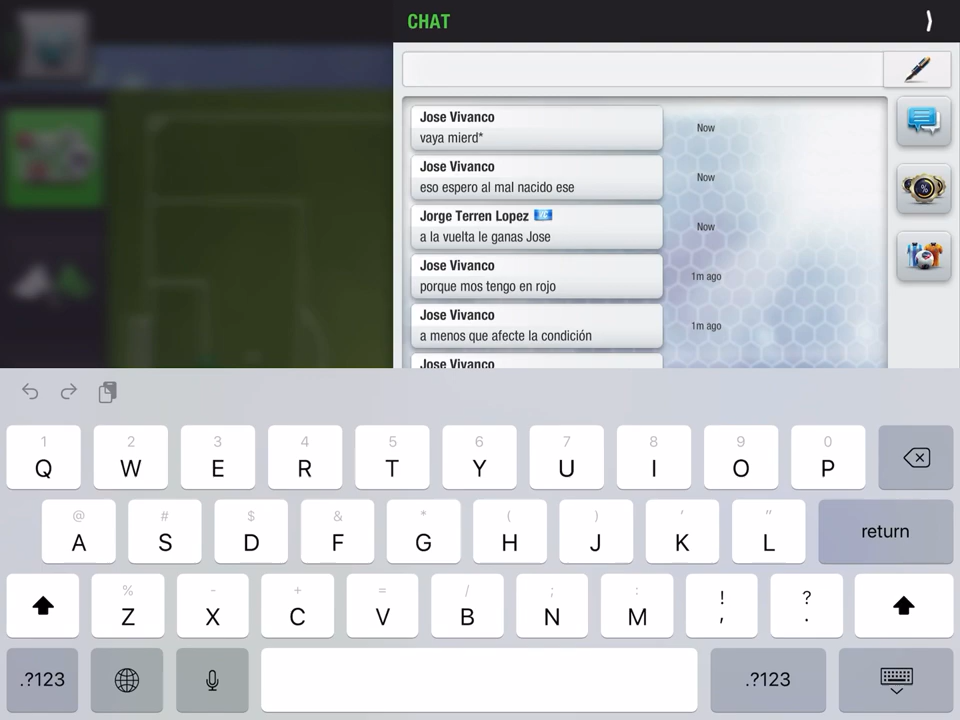 CHAT
Jose Vivanco
vaya mierd*
Now
Jose Vivanco
eso espero al mal nacido ese
Now
Jorge Terren Lopez
a la vuelta le ganas Jose
Now
Jose Vivanco
porque mos tengo en rojo
1m ago
Jose Vivanco
a menos que afecte la condición
1m ago
Jose Vivanco
1 2 3 4 5 6 7 8 9 0
Q W E R T Y U I O P
@ # $ & * ( ) ' "
A S D F G H J K L return
% - + = / ; : ! ?
Z X C V B N M , .
.?123 .?123